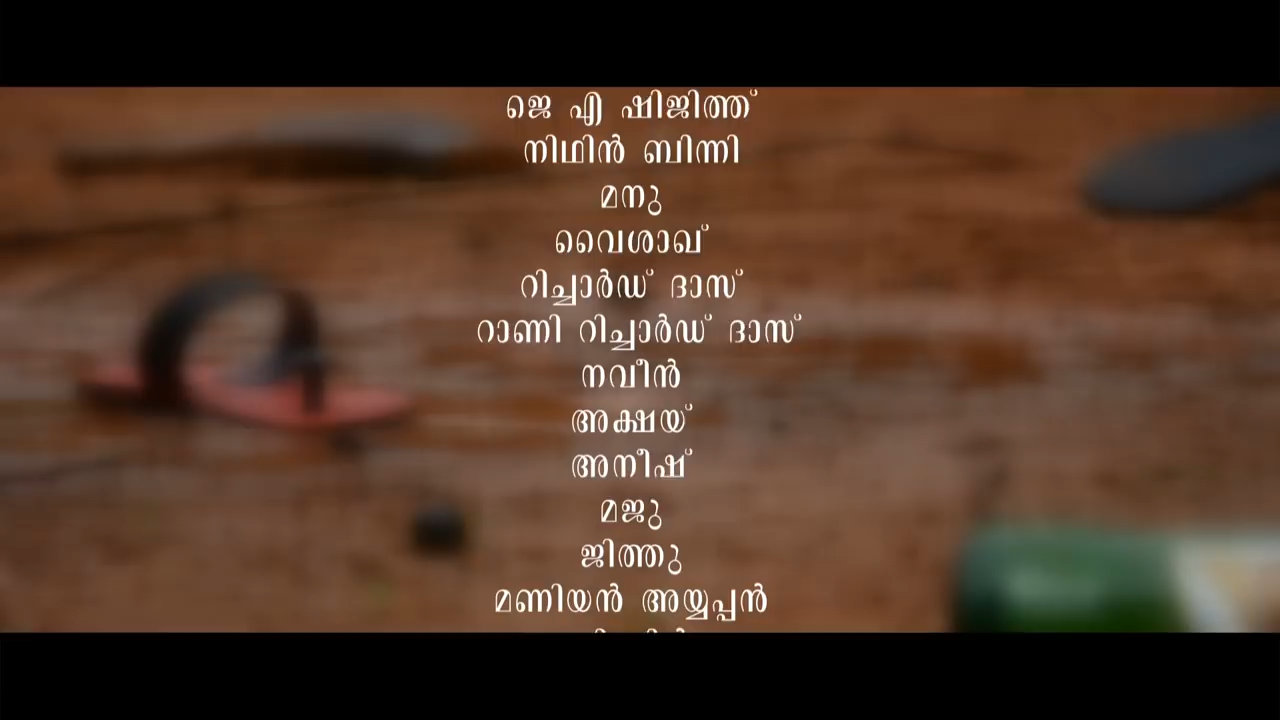 ജെ എ ഷിജിത്ത്
നിഥിൻ ബിന്നി
മനു
വൈശാഖ്
റിച്ചാർഡ് ദാസ്
റാണി റിച്ചാർഡ് ദാസ്
നവീൻ
അക്ഷയ്
അനീഷ്
മജു
ജിത്തു
മണിയൻ അയ്യപ്പൻ